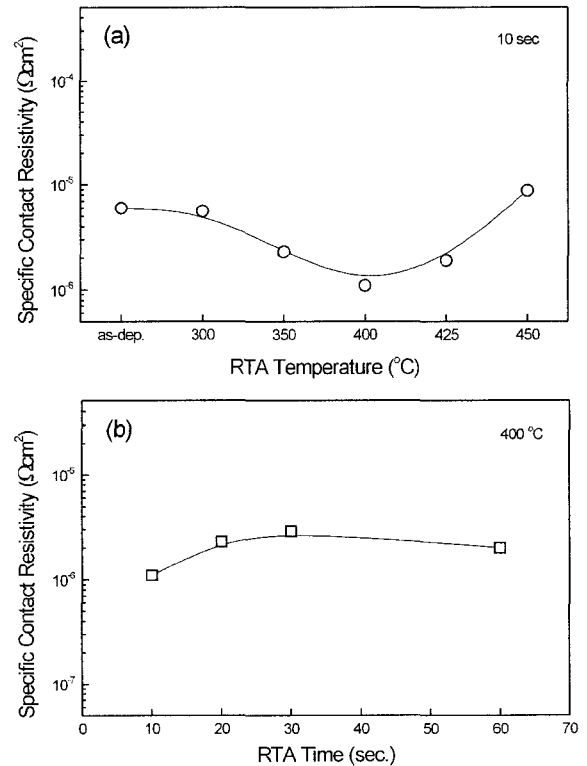 (a)
10 sec
Specific Contact Resistivity (Ωcm²)
10⁻⁴
10⁻⁵
10⁻⁶
as-dep. 300 350 400 425 450
RTA Temperature (°C)
(b)
400 °C
Specific Contact Resistivity (Ωcm²)
10⁻⁵
10⁻⁶
10⁻⁷
0 10 20 30 40 50 60 70
RTA Time (sec.)